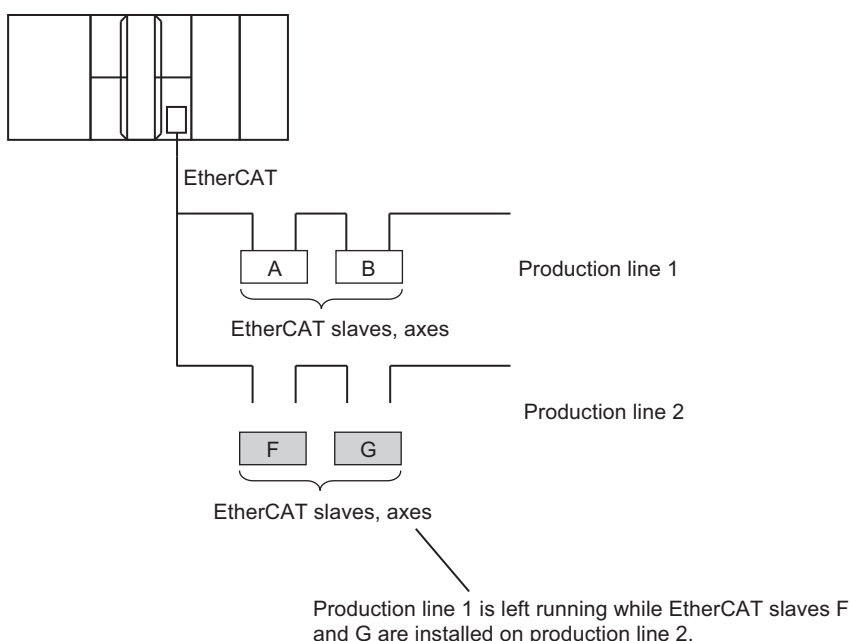 EtherCAT
A
B
Production line 1
EtherCAT slaves, axes
Production line 2
F
G
EtherCAT slaves, axes
Production line 1 is left running while EtherCAT slaves F
and G are installed on production line 2.